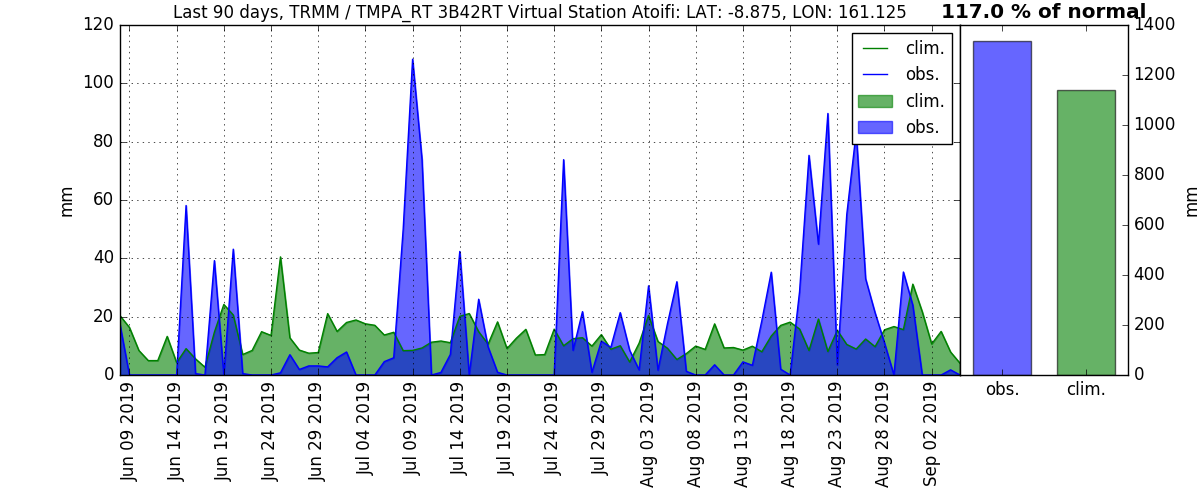 Last 90 days, TRMM / TMPA_RT 3B42RT Virtual Station Atoifi: LAT: -8.875, LON: 161.125
117.0 % of normal
120
100
80
60
40
20
0
mm
clim.
obs.
clim.
obs.
Jun 09 2019
Jun 14 2019
Jun 19 2019
Jun 24 2019
Jun 29 2019
Jul 04 2019
Jul 09 2019
Jul 14 2019
Jul 19 2019
Jul 24 2019
Jul 29 2019
Aug 03 2019
Aug 08 2019
Aug 13 2019
Aug 18 2019
Aug 23 2019
Aug 28 2019
Sep 02 2019
1400
1200
1000
800
600
400
200
0
mm
obs.
clim.